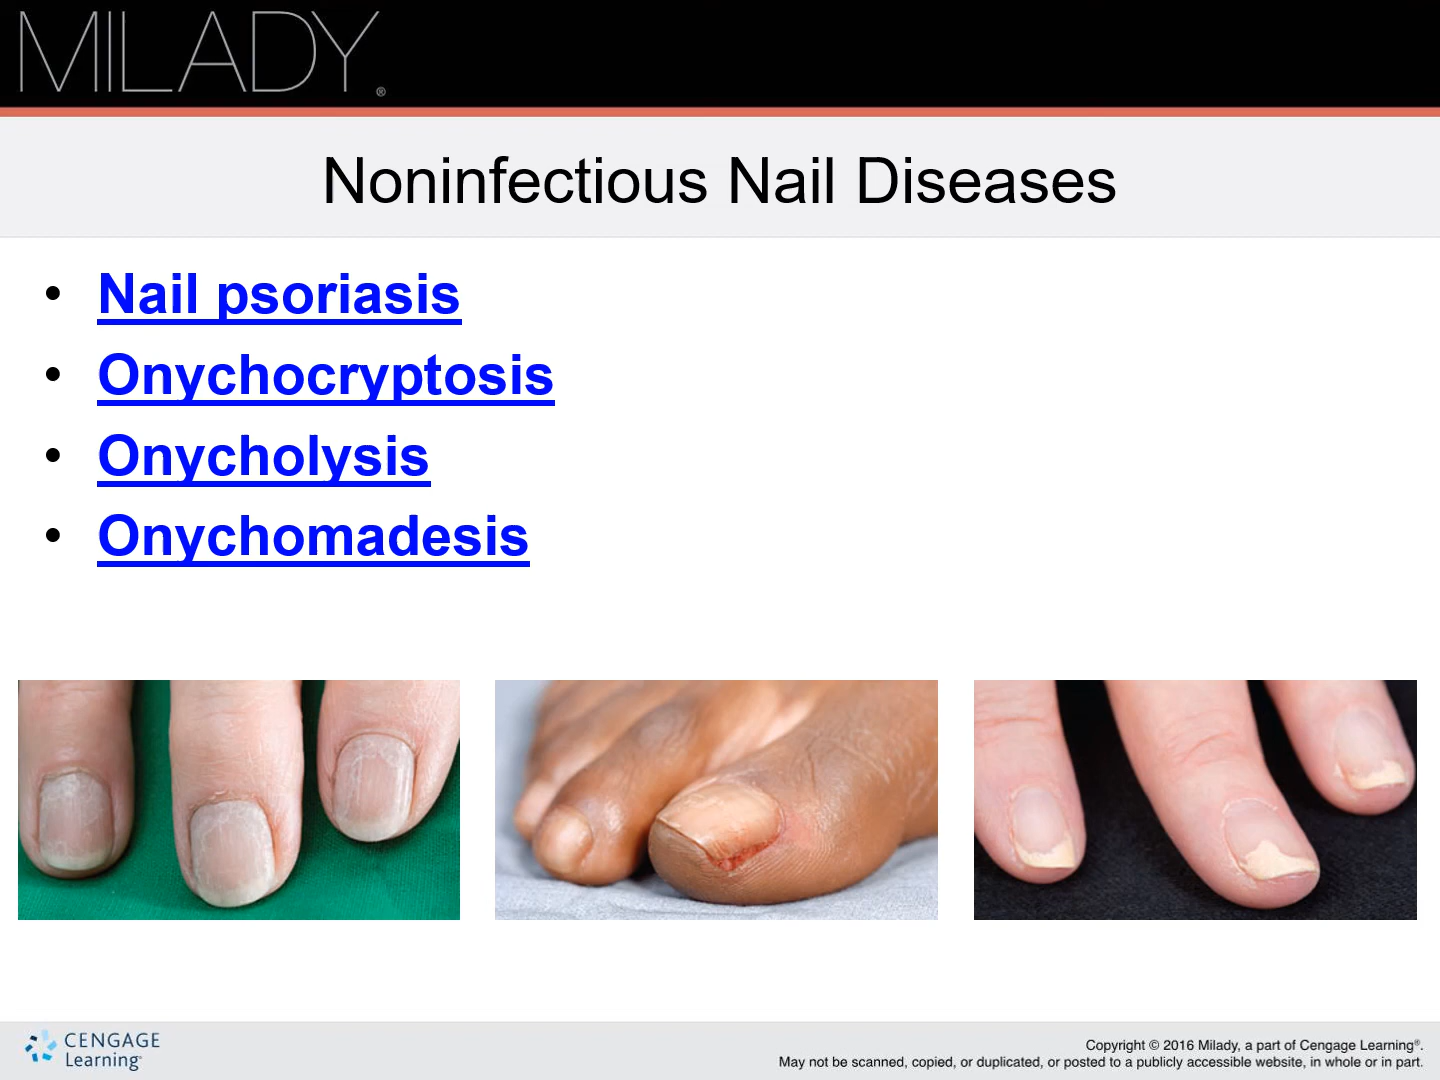 MILADY®
Noninfectious Nail Diseases
• Nail psoriasis
• Onychocryptosis
• Onycholysis
• Onychomadesis
CENGAGE
Learning
Copyright © 2016 Milady, a part of Cengage Learning®.
May not be scanned, copied, or duplicated, or posted to a publicly accessible website, in whole or in part.